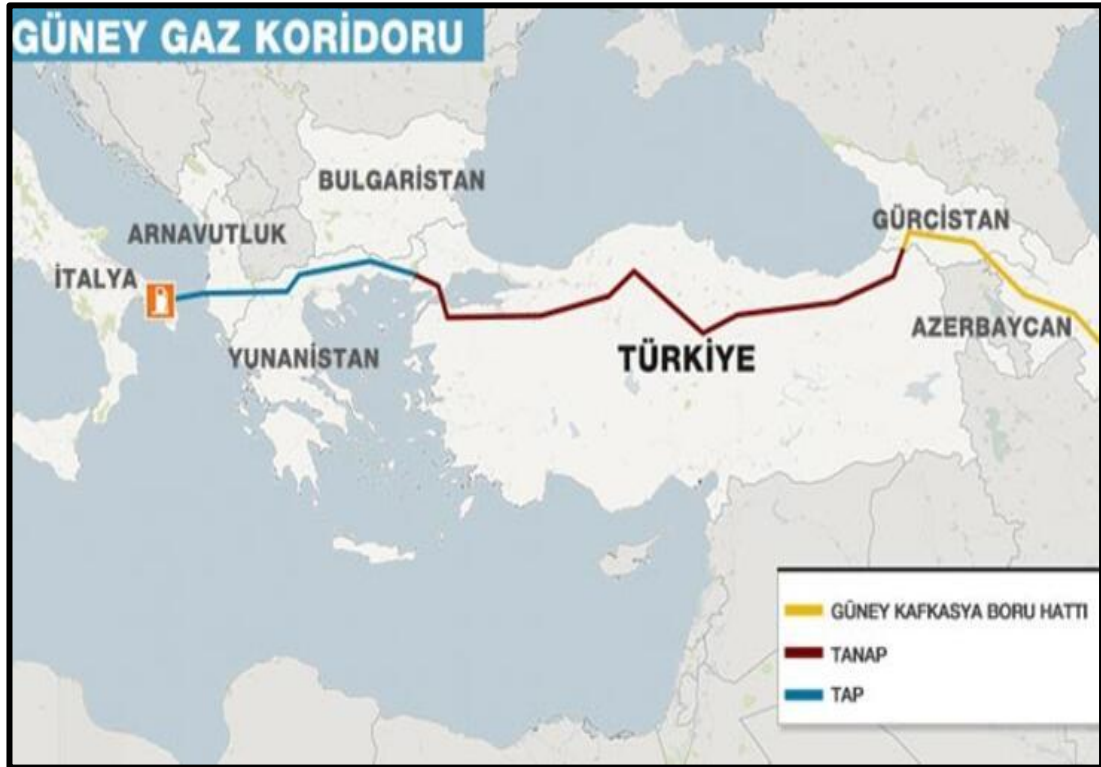 GÜNEY GAZ KORİDORU
BULGARİSTAN
ARNAVUTLUK
GÜRCİSTAN
İTALYA
AZERBAYCAN
YUNANİSTAN
TÜRKİYE
GÜNEY KAFKASYA BORU HATTI
TANAP
TAP